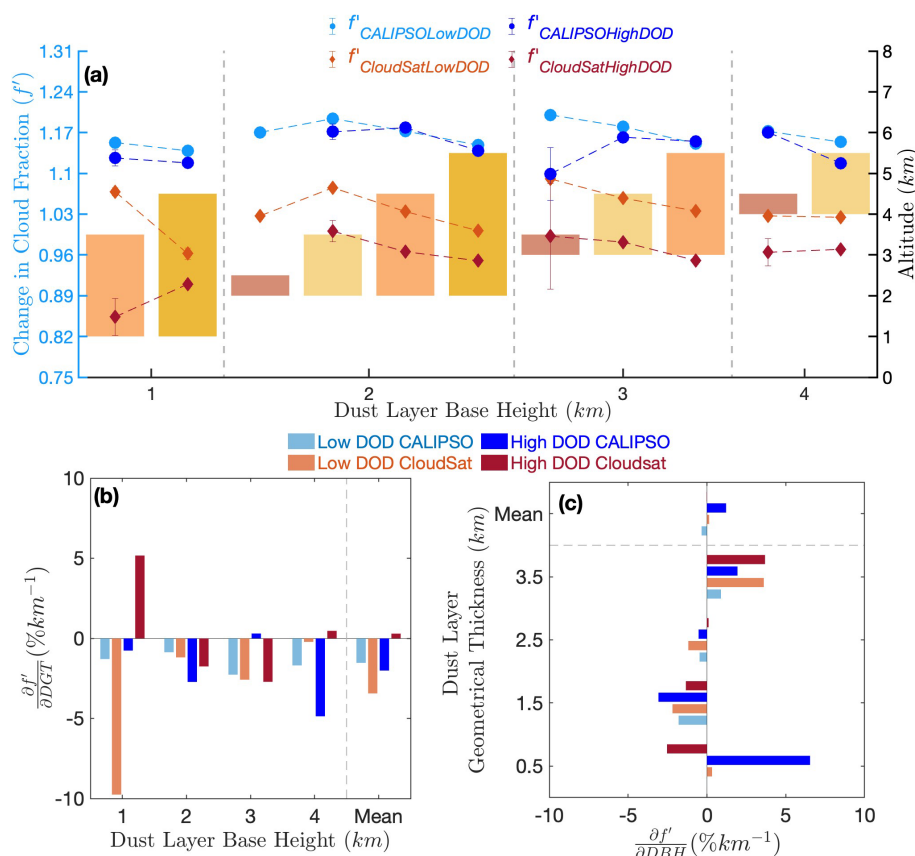 f'CALIPSOLowDOD f'CALIPSOHighDOD
f'CloudSatLowDOD f'CloudSatHighDOD
(a)
Change in Cloud Fraction (f′)
1.31
1.24
1.17
1.1
1.03
0.96
0.89
0.82
0.75
8
7
6
5
4
3
2
1
0
Altitude (km)
1 2 3 4
Dust Layer Base Height (km)
Low DOD CALIPSO High DOD CALIPSO
Low DOD CloudSat High DOD Cloudsat
(b)
∂f′/∂DGT (%km−1)
10
5
0
-5
-10
1 2 3 4 Mean
Dust Layer Base Height (km)
(c)
Dust Layer
Geometrical Thickness (km)
Mean
3.5
2.5
1.5
0.5
-10 -5 0 5 10
∂f′/∂DBH (%km−1)